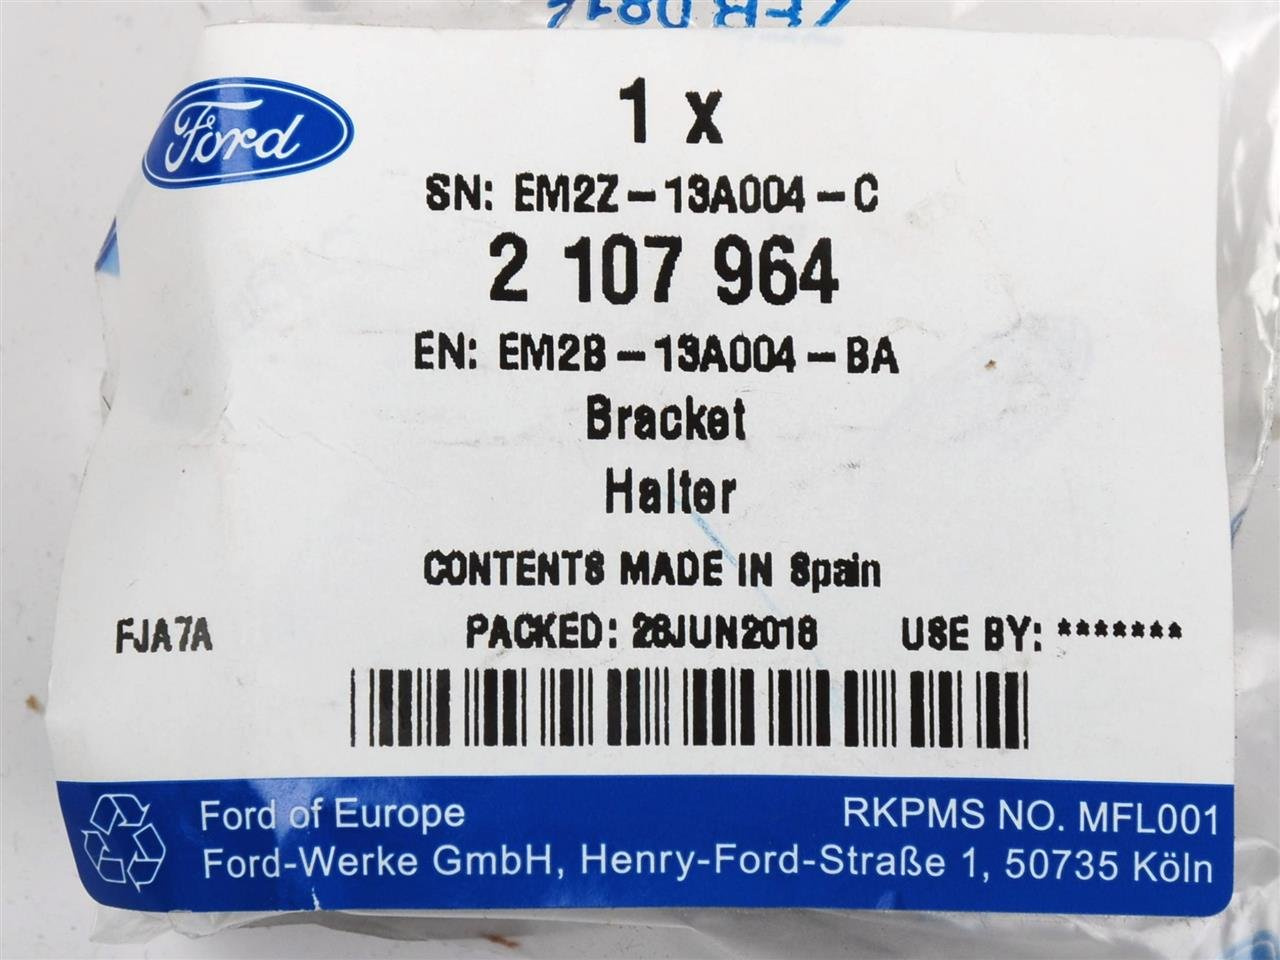 Ford
1 x
SN: EM2Z-13A004-C
2 107 964
EN: EM2B-13A004-BA
Bracket
Halter
CONTENTS MADE IN Spain
FJA7A PACKED: 28JUN2018 USE BY: *******
Ford of Europe RKPMS NO. MFL001
Ford-Werke GmbH, Henry-Ford-Straße 1, 50735 Köln